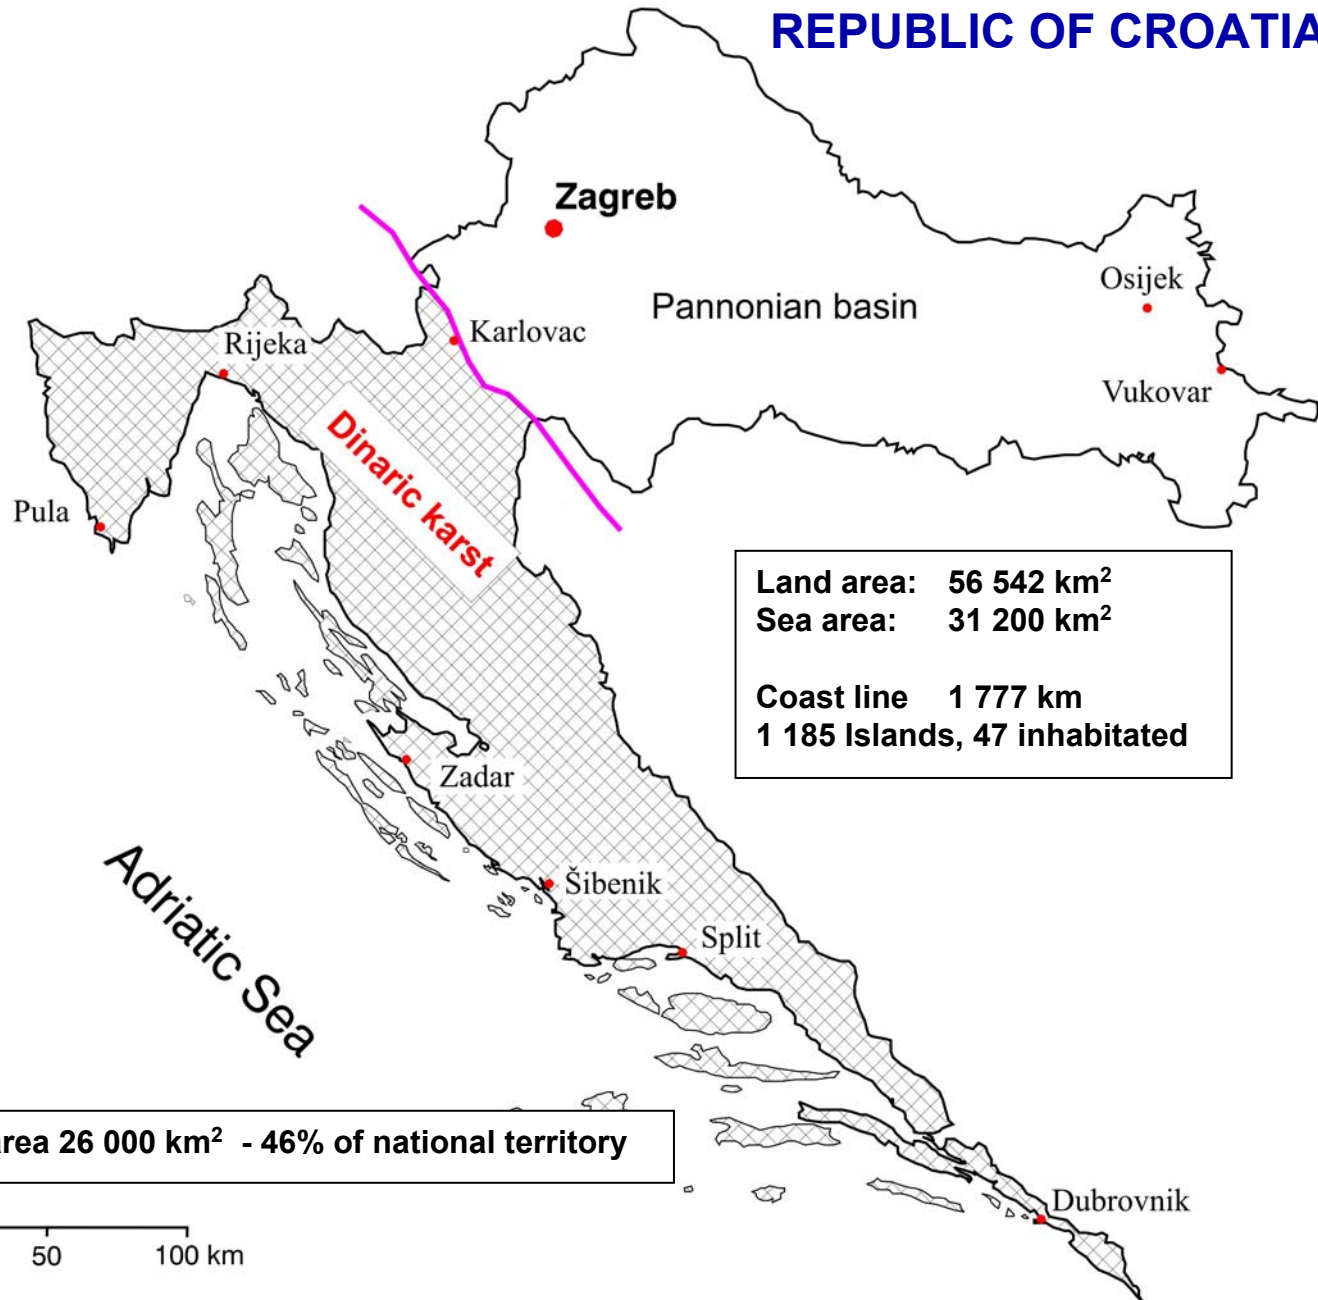 REPUBLIC OF CROATIA
Zagreb
Osijek
Pannonian basin
Karlovac
Rijeka
Vukovar
Dinaric karst
Pula
Land area: 56 542 km²
Sea area: 31 200 km²
Coast line 1 777 km
1 185 Islands, 47 inhabitated
Zadar
Šibenik
Adriatic Sea
Split
area 26 000 km² - 46% of national territory
Dubrovnik
50 100 km